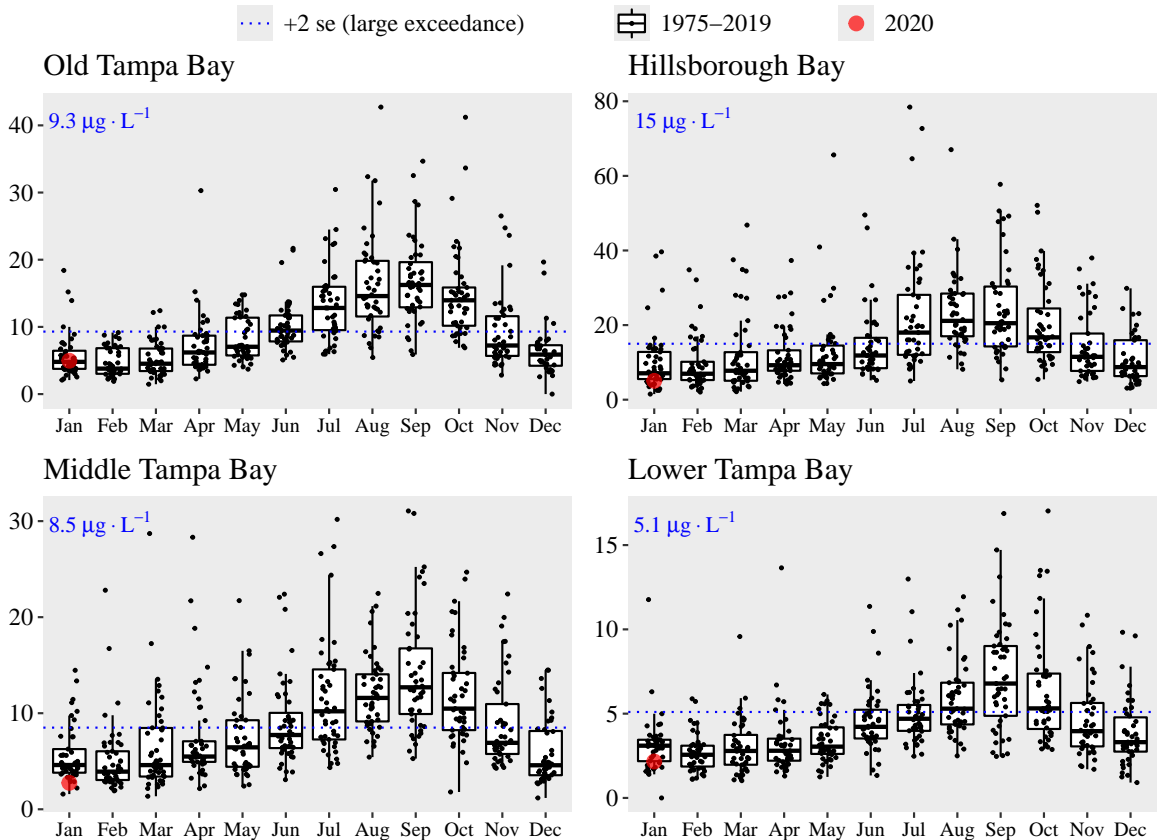 +2 se (large exceedance) 1975–2019 2020
Old Tampa Bay
9.3 µg · L⁻¹
40
30
20
10
0
Jan Feb Mar Apr May Jun Jul Aug Sep Oct Nov Dec
Hillsborough Bay
15 µg · L⁻¹
80
60
40
20
0
Jan Feb Mar Apr May Jun Jul Aug Sep Oct Nov Dec
Middle Tampa Bay
8.5 µg · L⁻¹
30
20
10
0
Jan Feb Mar Apr May Jun Jul Aug Sep Oct Nov Dec
Lower Tampa Bay
5.1 µg · L⁻¹
15
10
5
0
Jan Feb Mar Apr May Jun Jul Aug Sep Oct Nov Dec